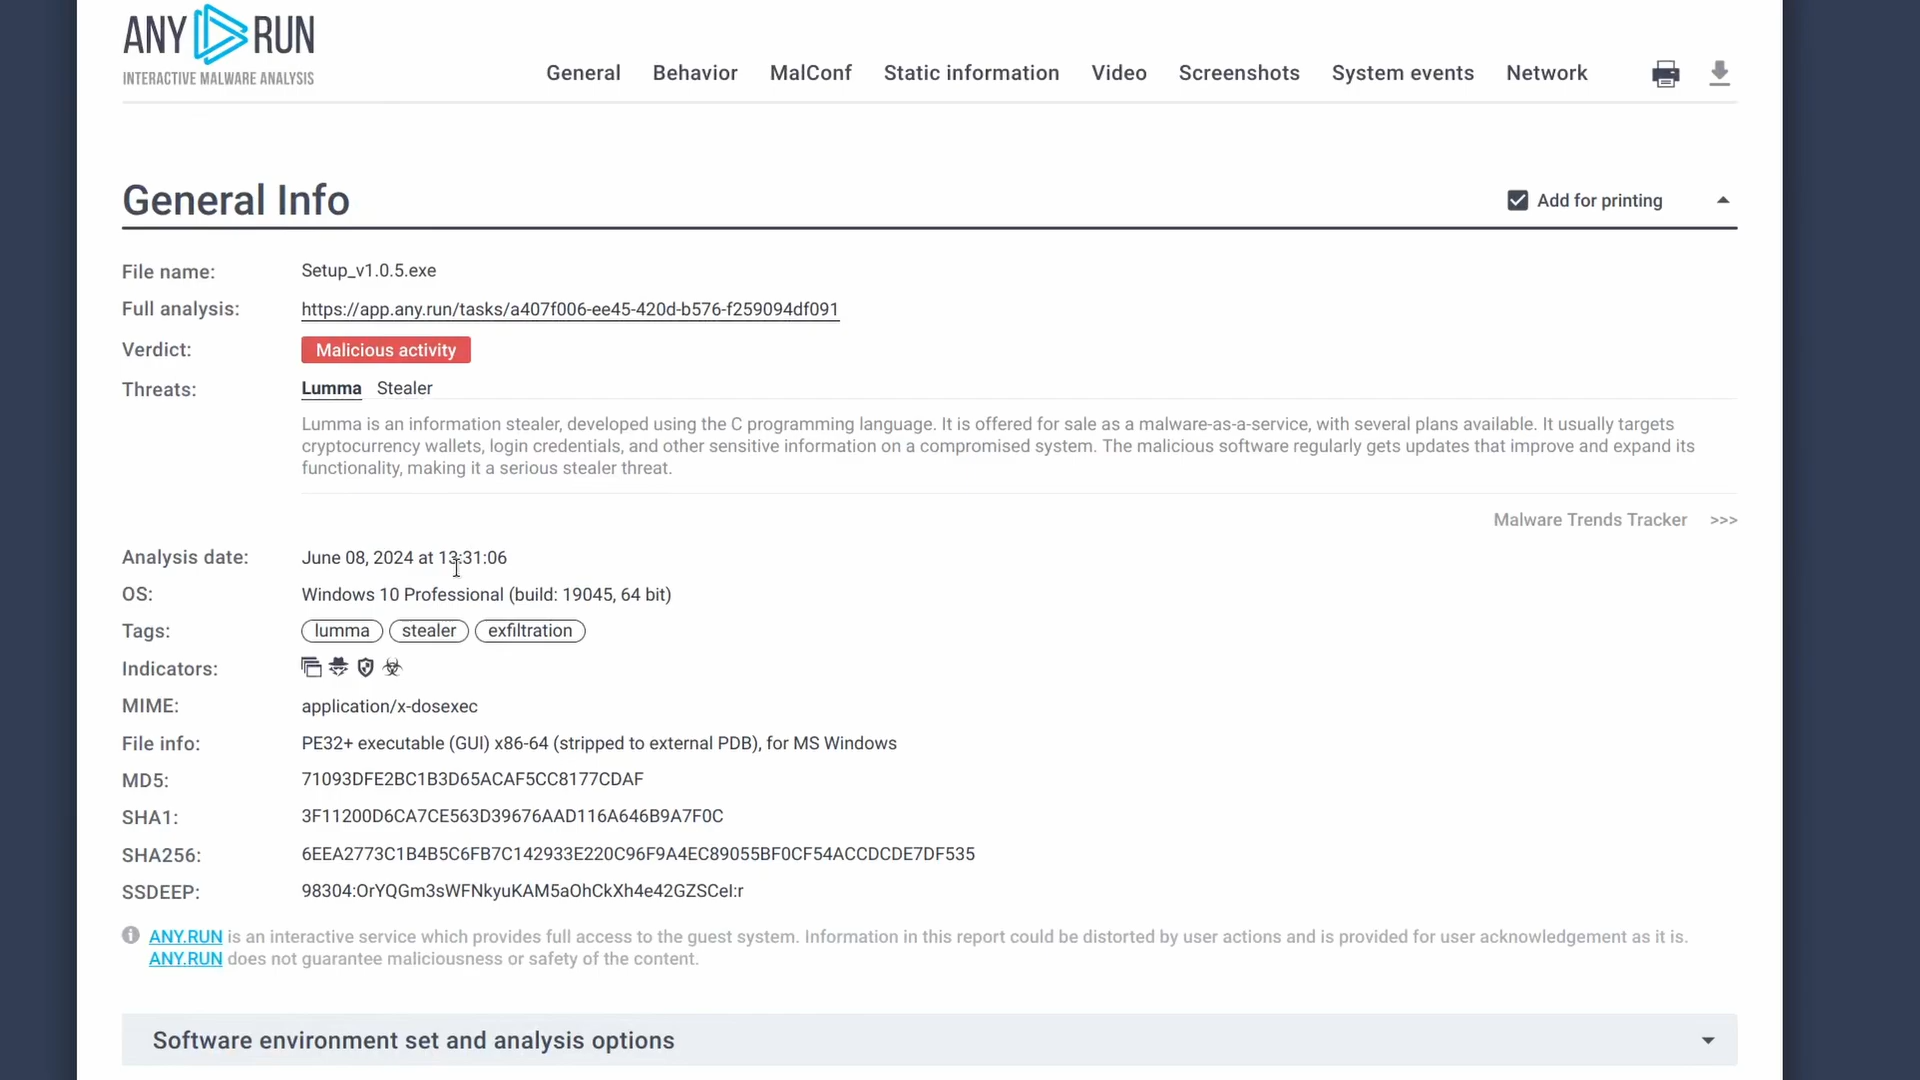 ANY RUN
INTERACTIVE MALWARE ANALYSIS
General Behavior MalConf Static information Video Screenshots System events Network
General Info
Add for printing
File name: Setup_v1.0.5.exe
Full analysis: https://app.any.run/tasks/a407f006-ee45-420d-b576-f259094df091
Verdict: Malicious activity
Threats: Lumma Stealer
Lumma is an information stealer, developed using the C programming language. It is offered for sale as a malware-as-a-service, with several plans available. It usually targets
cryptocurrency wallets, login credentials, and other sensitive information on a compromised system. The malicious software regularly gets updates that improve and expand its
functionality, making it a serious stealer threat.
Malware Trends Tracker >>>
Analysis date: June 08, 2024 at 13:31:06
OS: Windows 10 Professional (build: 19045, 64 bit)
Tags: lumma stealer exfiltration
Indicators:
MIME: application/x-dosexec
File info: PE32+ executable (GUI) x86-64 (stripped to external PDB), for MS Windows
MD5: 71093DFE2BC1B3D65ACAF5CC8177CDAF
SHA1: 3F11200D6CA7CE563D39676AAD116A646B9A7F0C
SHA256: 6EEA2773C1B4B5C6FB7C142933E220C96F9A4EC89055BF0CF54ACCDCDE7DF535
SSDEEP: 98304:OrYQGm3sWFNkyuKAM5aOhCkXh4e42GZSCeI:r
ANY.RUN is an interactive service which provides full access to the guest system. Information in this report could be distorted by user actions and is provided for user acknowledgement as it is.
ANY.RUN does not guarantee maliciousness or safety of the content.
Software environment set and analysis options